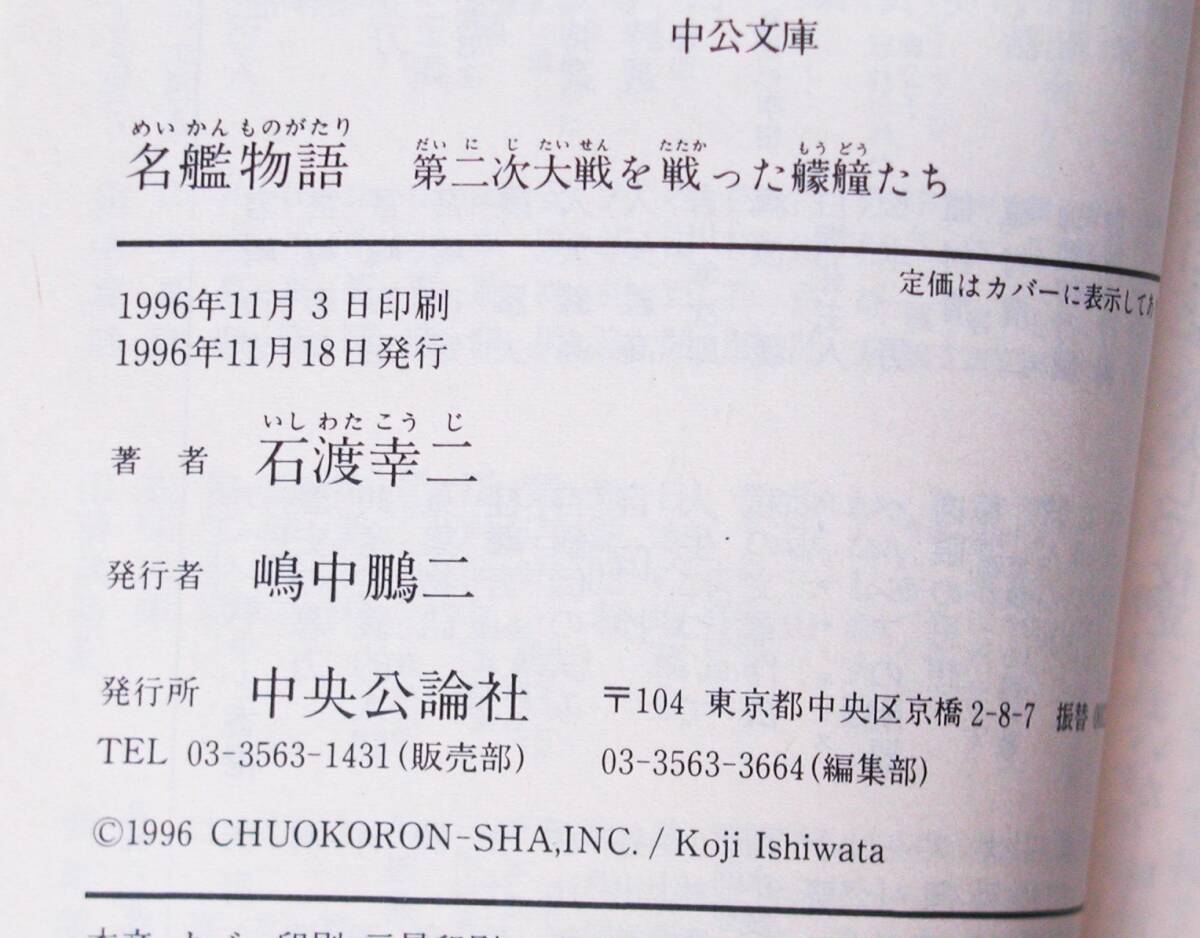 中公文庫
めいかんものがたり
名艦物語
だいにじたいせん たたか もうどう
第二次大戦を戦った艨艟たち
定価はカバーに表示してあ
1996年11月3日印刷
1996年11月18日発行
いしわたこうじ
著者 石渡幸二
発行者 嶋中鵬二
発行所 中央公論社 〒104 東京都中央区京橋2-8-7 振替
TEL 03-3563-1431(販売部) 03-3563-3664(編集部)
©1996 CHUOKORON-SHA,INC. / Koji Ishiwata